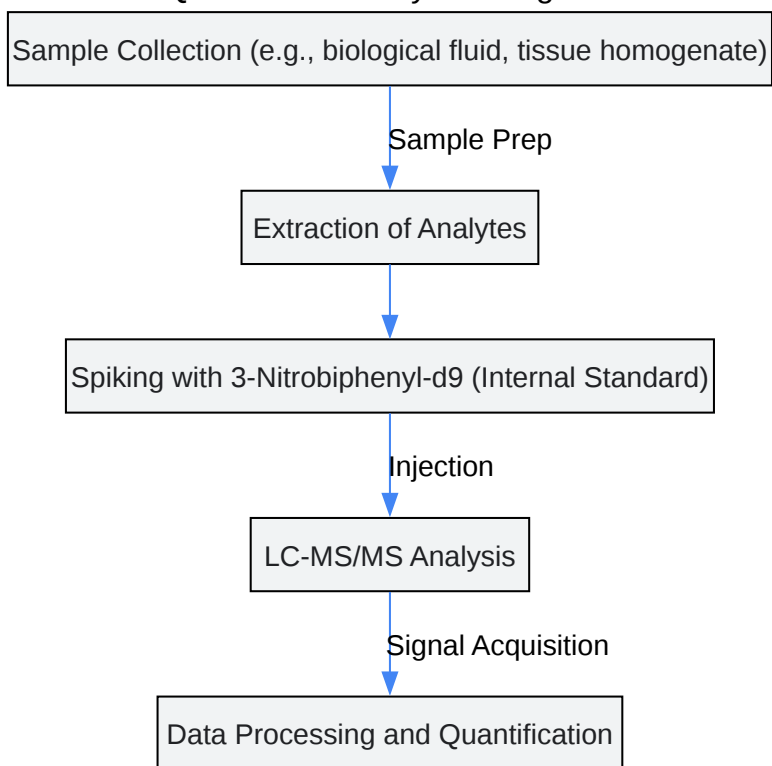 Sample Collection (e.g., biological fluid, tissue homogenate)
Sample Prep
Extraction of Analytes
Spiking with 3-Nitrobiphenyl-d9 (Internal Standard)
Injection
LC-MS/MS Analysis
Signal Acquisition
Data Processing and Quantification